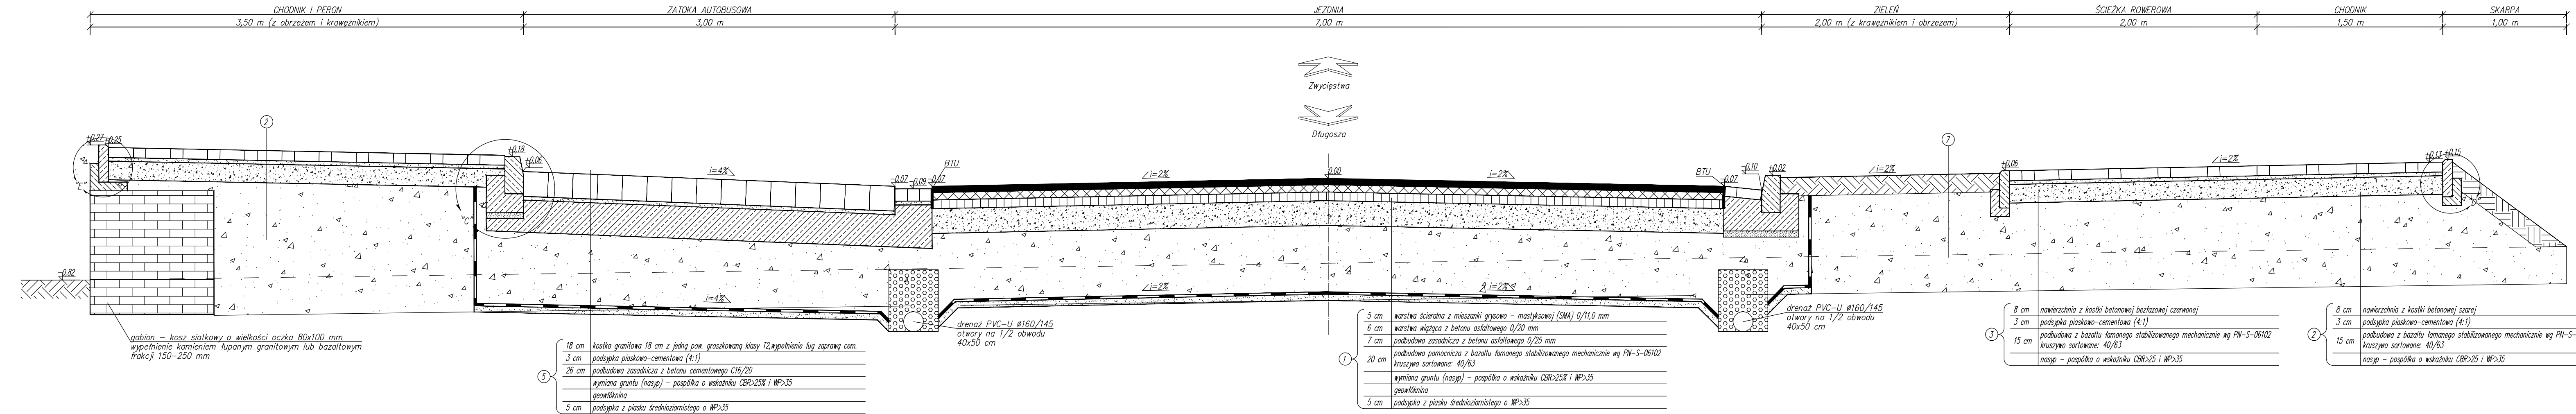 CHODNIK I PERON
ZATOKA AUTOBUSOWA
JEZDNIA
ZIELEŃ
ŚCIEŻKA ROWEROWA
CHODNIK
SKARPA
3,50 m (z obrzeżem i krawężnikiem)
3,00 m
7,00 m
2,00 m (z krawężnikiem i obrzeżem)
2,00 m
1,50 m
1,00 m
Zwycięstwa
Długosza
2
7
+0,27
+0,25
+0,18
+0,06
i=4%
-0,07
-0,09
-0,07
BTU
i=2%
0,00
i=2%
BTU
-0,07
-0,10
+0,02
i=2%
+0,06
i=2%
+0,13
+0,15
"E"
"C"
-0,82
i=4%
i=2%
i=2%
gabion – kosz siatkowy o wielkości oczka 80x100 mm
wypełnienie kamieniem łupanym granitowym lub bazaltowym
frakcji 150-250 mm
drenaż PVC-U ø160/145
otwory na 1/2 obwodu
40x50 cm
drenaż PVC-U ø160/145
otwory na 1/2 obwodu
40x50 cm
5
18 cm kostka granitowa 18 cm z jedną pow. groszkowaną klasy T2,wypełnienie fug zaprawą cem.
3 cm podsypka piaskowo-cementowa (4:1)
26 cm podbudowa zasadnicza z betonu cementowego C16/20
wymiana gruntu (nasyp) – pospółka o wskaźniku CBR>25% i WP>35
geowłóknina
5 cm podsypka z piasku średnioziarnistego o WP>35
1
5 cm warstwa ścieralna z mieszanki grysowo – mastyksowej (SMA) 0/11,0 mm
6 cm warstwa wiążąca z betonu asfaltowego 0/20 mm
7 cm podbudowa zasadnicza z betonu asfaltowego 0/25 mm
20 cm podbudowa pomocnicza z bazaltu łamanego stabilizowanego mechanicznie wg PN-S-06102
kruszywo sortowane: 40/63
wymiana gruntu (nasyp) – pospółka o wskaźniku CBR>25% i WP>35
geowłóknina
5 cm podsypka z piasku średnioziarnistego o WP>35
3
8 cm nawierzchnia z kostki betonowej bezfazowej czerwonej
3 cm podsypka piaskowo-cementowa (4:1)
15 cm podbudowa z bazaltu łamanego stabilizowanego mechanicznie wg PN-S-06102
kruszywo sortowane: 40/63
nasyp – pospółka o wskaźniku CBR>25 i WP>35
2
8 cm nawierzchnia z kostki betonowej szarej
3 cm podsypka piaskowo-cementowa (4:1)
15 cm podbudowa z bazaltu łamanego stabilizowanego mechanicznie wg PN-S-
kruszywo sortowane: 40/63
nasyp – pospółka o wskaźniku CBR>25 i WP>35